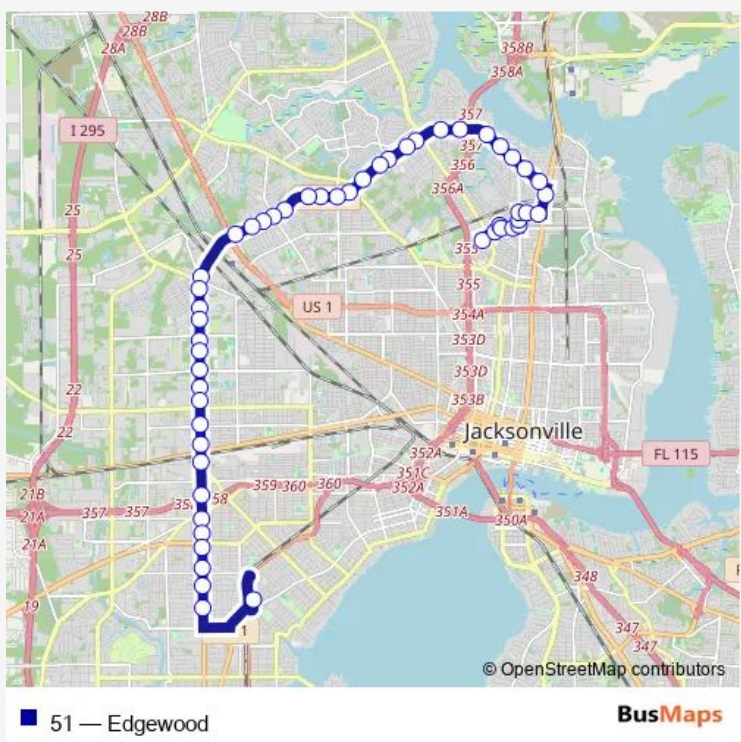 28B
28B
28A
358B
358A
I 295
357
357
356
356A
25
25
355
355
US 1
354A
353D
353D
353B
22
22
Jacksonville
352A
FL 115
351C
352A
21B
21A
21A
357
357
58
359
360
360
351A
350A
19
348
347
347
1
© OpenStreetMap contributors
51 — Edgewood
BusMaps